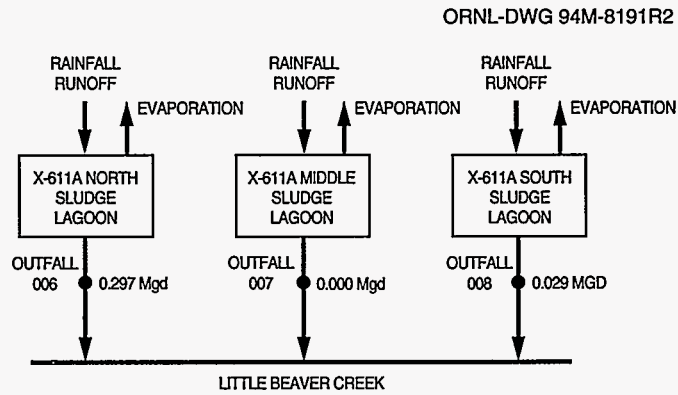 ORNL-DWG 94M-8191R2
RAINFALL
RUNOFF
EVAPORATION
X-611A NORTH
SLUDGE
LAGOON
OUTFALL
006
0.297 Mgd
RAINFALL
RUNOFF
EVAPORATION
X-611A MIDDLE
SLUDGE
LAGOON
OUTFALL
007
0.000 Mgd
RAINFALL
RUNOFF
EVAPORATION
X-611A SOUTH
SLUDGE
LAGOON
OUTFALL
008
0.029 MGD
LITTLE BEAVER CREEK